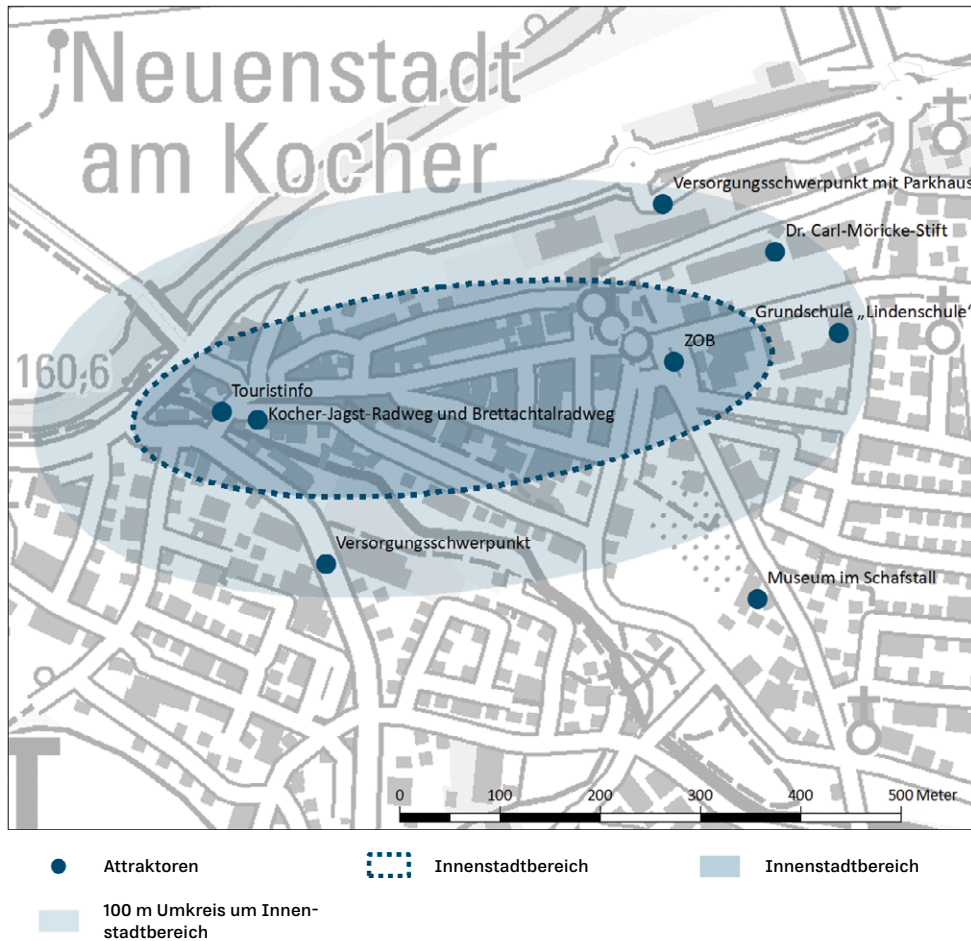 Neuenstadt
am Kocher
Versorgungsschwerpunkt mit Parkhaus
Dr. Carl-Möricke-Stift
Grundschule „Lindenschule“
ZOB
160,6
Touristinfo
Kocher-Jagst-Radweg und Brettachtalradweg
Versorgungsschwerpunkt
Museum im Schafstall
T
0 100 200 300 400 500 Meter
Attraktoren
Innenstadtbereich
Innenstadtbereich
100 m Umkreis um Innen-
stadtbereich